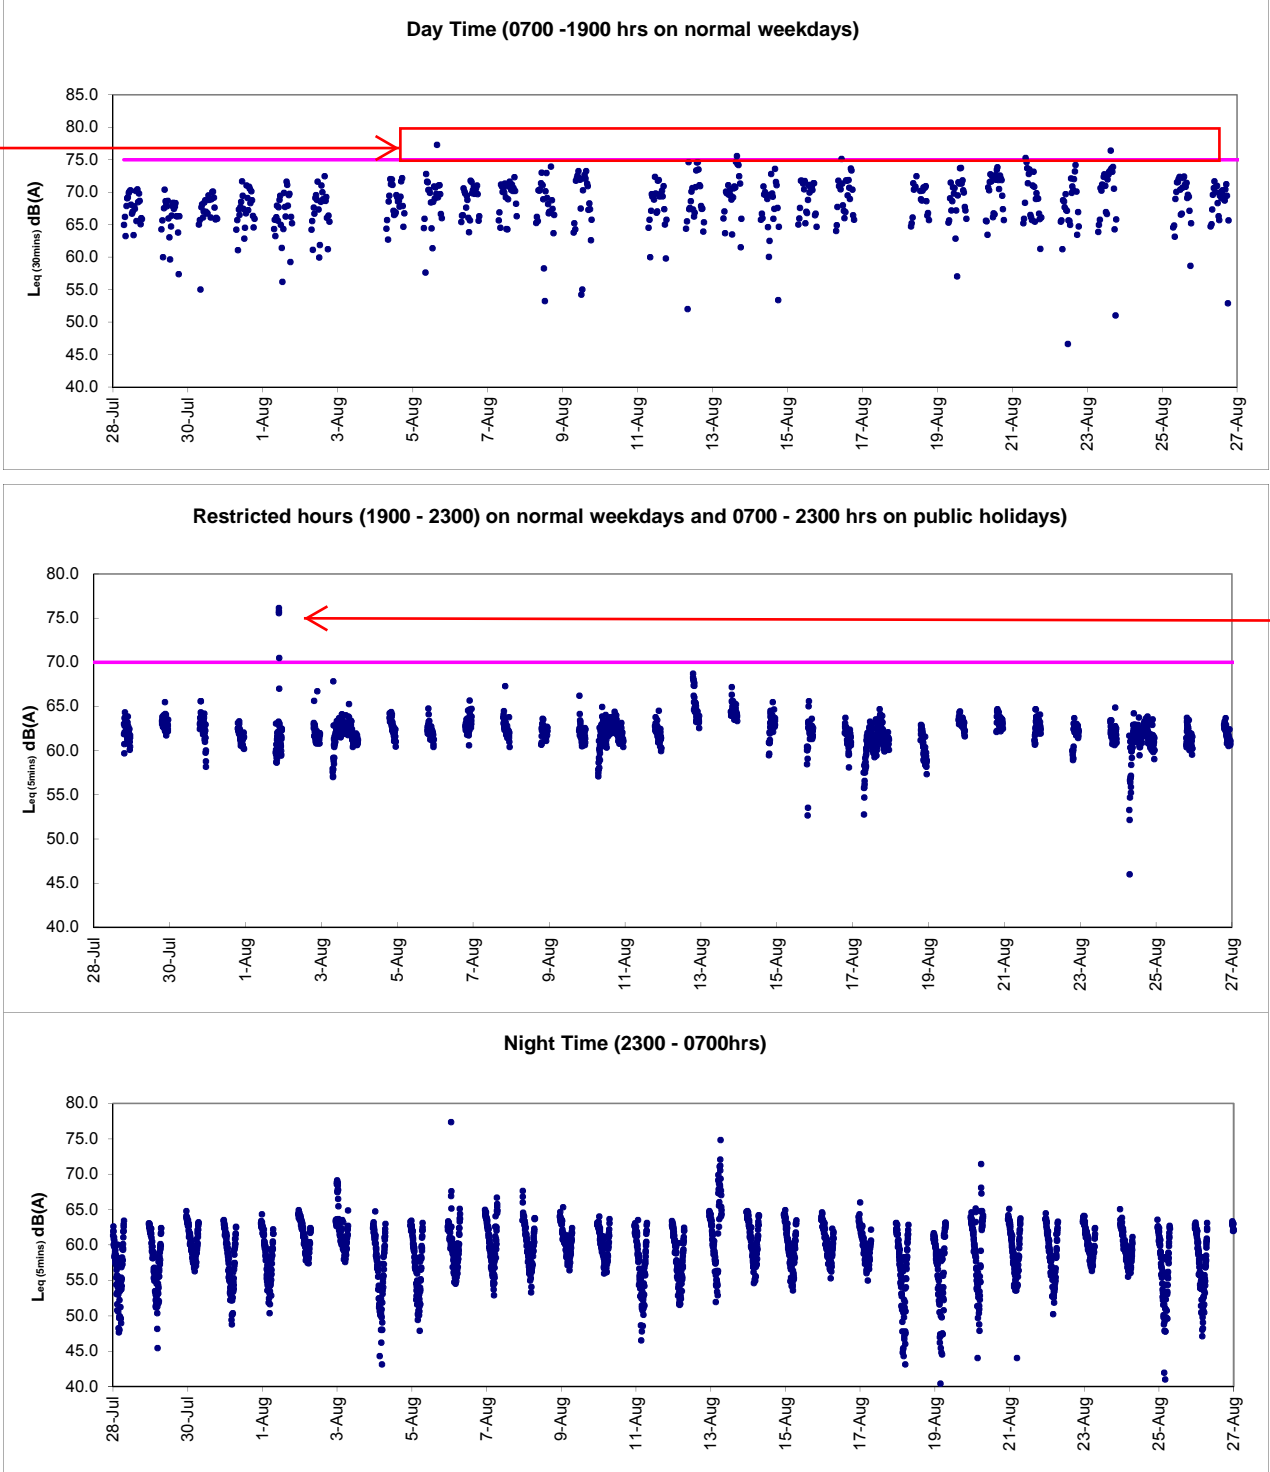 Day Time (0700 -1900 hrs on normal weekdays)
85.0
80.0
75.0
70.0
65.0
60.0
55.0
50.0
45.0
40.0
Leq (30mins) dB(A)
28-Jul
30-Jul
1-Aug
3-Aug
5-Aug
7-Aug
9-Aug
11-Aug
13-Aug
15-Aug
17-Aug
19-Aug
21-Aug
23-Aug
25-Aug
27-Aug
Restricted hours (1900 - 2300) on normal weekdays and 0700 - 2300 hrs on public holidays)
80.0
75.0
70.0
65.0
60.0
55.0
50.0
45.0
40.0
Leq (5mins) dB(A)
28-Jul
30-Jul
1-Aug
3-Aug
5-Aug
7-Aug
9-Aug
11-Aug
13-Aug
15-Aug
17-Aug
19-Aug
21-Aug
23-Aug
25-Aug
27-Aug
Night Time (2300 - 0700hrs)
80.0
75.0
70.0
65.0
60.0
55.0
50.0
45.0
40.0
Leq (5mins) dB(A)
28-Jul
30-Jul
1-Aug
3-Aug
5-Aug
7-Aug
9-Aug
11-Aug
13-Aug
15-Aug
17-Aug
19-Aug
21-Aug
23-Aug
25-Aug
27-Aug